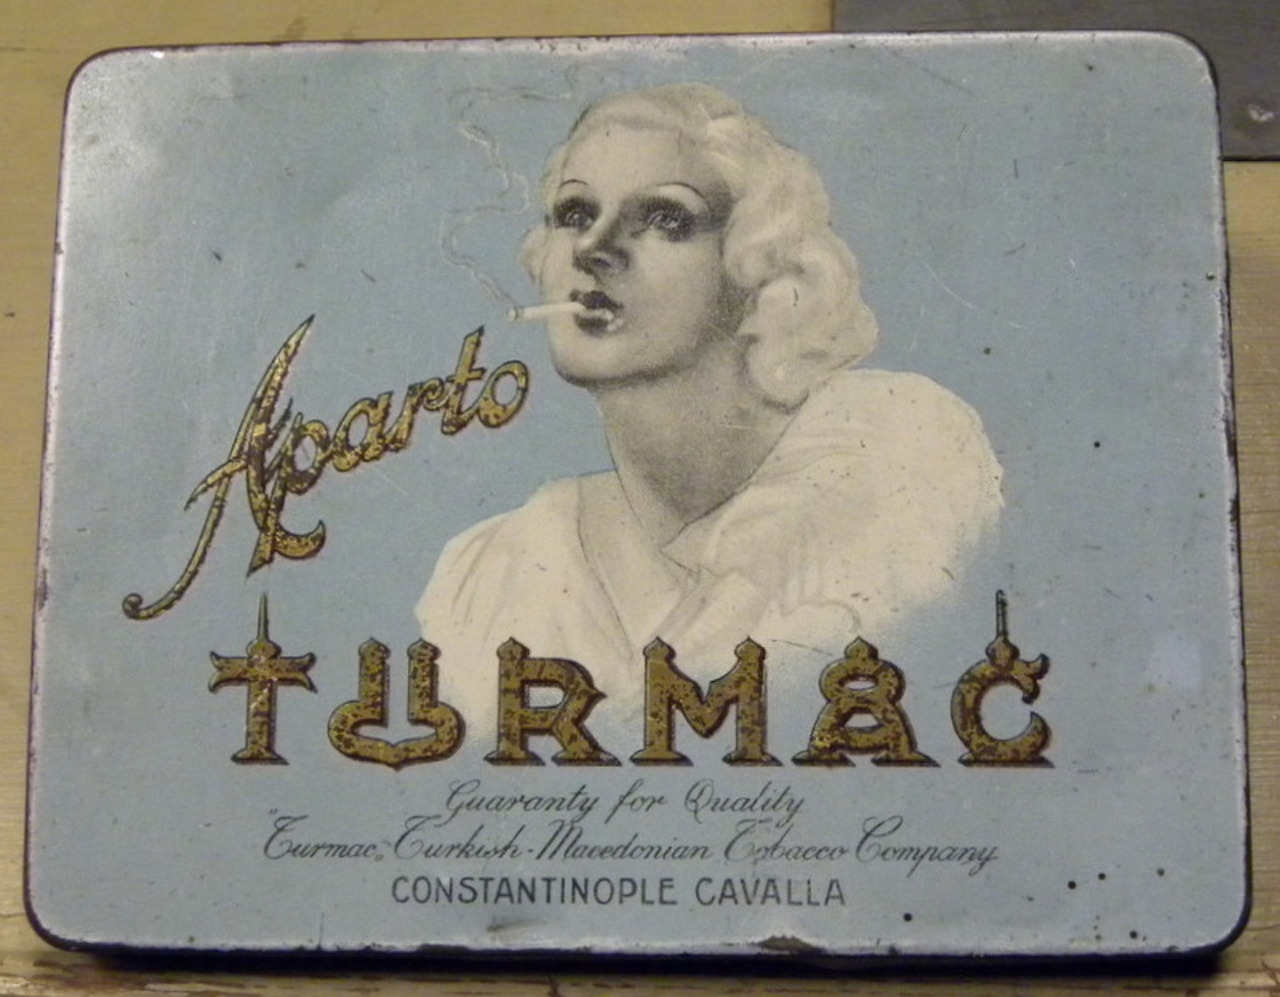 Aparto
TURMAC
Guaranty for Quality
"Turmac" Turkish-Macedonian Tobacco Company
CONSTANTINOPLE CAVALLA